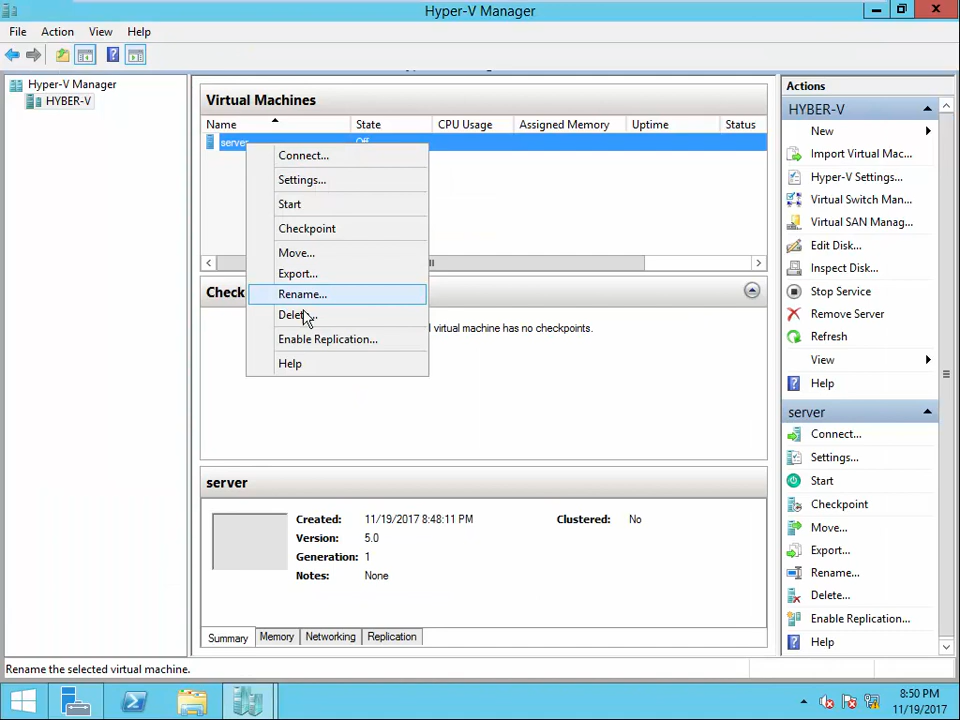 Hyper-V Manager
File Action View Help
Hyper-V Manager
HYBER-V
Virtual Machines
Name State CPU Usage Assigned Memory Uptime Status
server Off
Connect...
Settings...
Start
Checkpoint
Move...
Export...
Rename...
Delete...
Enable Replication...
Help
Check
virtual machine has no checkpoints.
server
Created: 11/19/2017 8:48:11 PM Clustered: No
Version: 5.0
Generation: 1
Notes: None
Summary Memory Networking Replication
Actions
HYBER-V
New
Import Virtual Mac...
Hyper-V Settings...
Virtual Switch Man...
Virtual SAN Manag...
Edit Disk...
Inspect Disk...
Stop Service
Remove Server
Refresh
View
Help
server
Connect...
Settings...
Start
Checkpoint
Move...
Export...
Rename...
Delete...
Enable Replication...
Help
Rename the selected virtual machine.
8:50 PM
11/19/2017